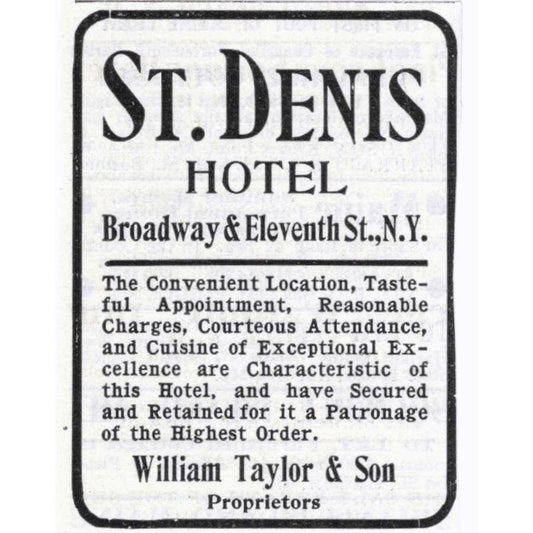 ST. DENIS
HOTEL
Broadway & Eleventh St., N.Y.
The Convenient Location, Taste-
ful Appointment, Reasonable
Charges, Courteous Attendance,
and Cuisine of Exceptional Ex-
cellence are Characteristic of
this Hotel, and have Secured
and Retained for it a Patronage
of the Highest Order.
William Taylor & Son
Proprietors